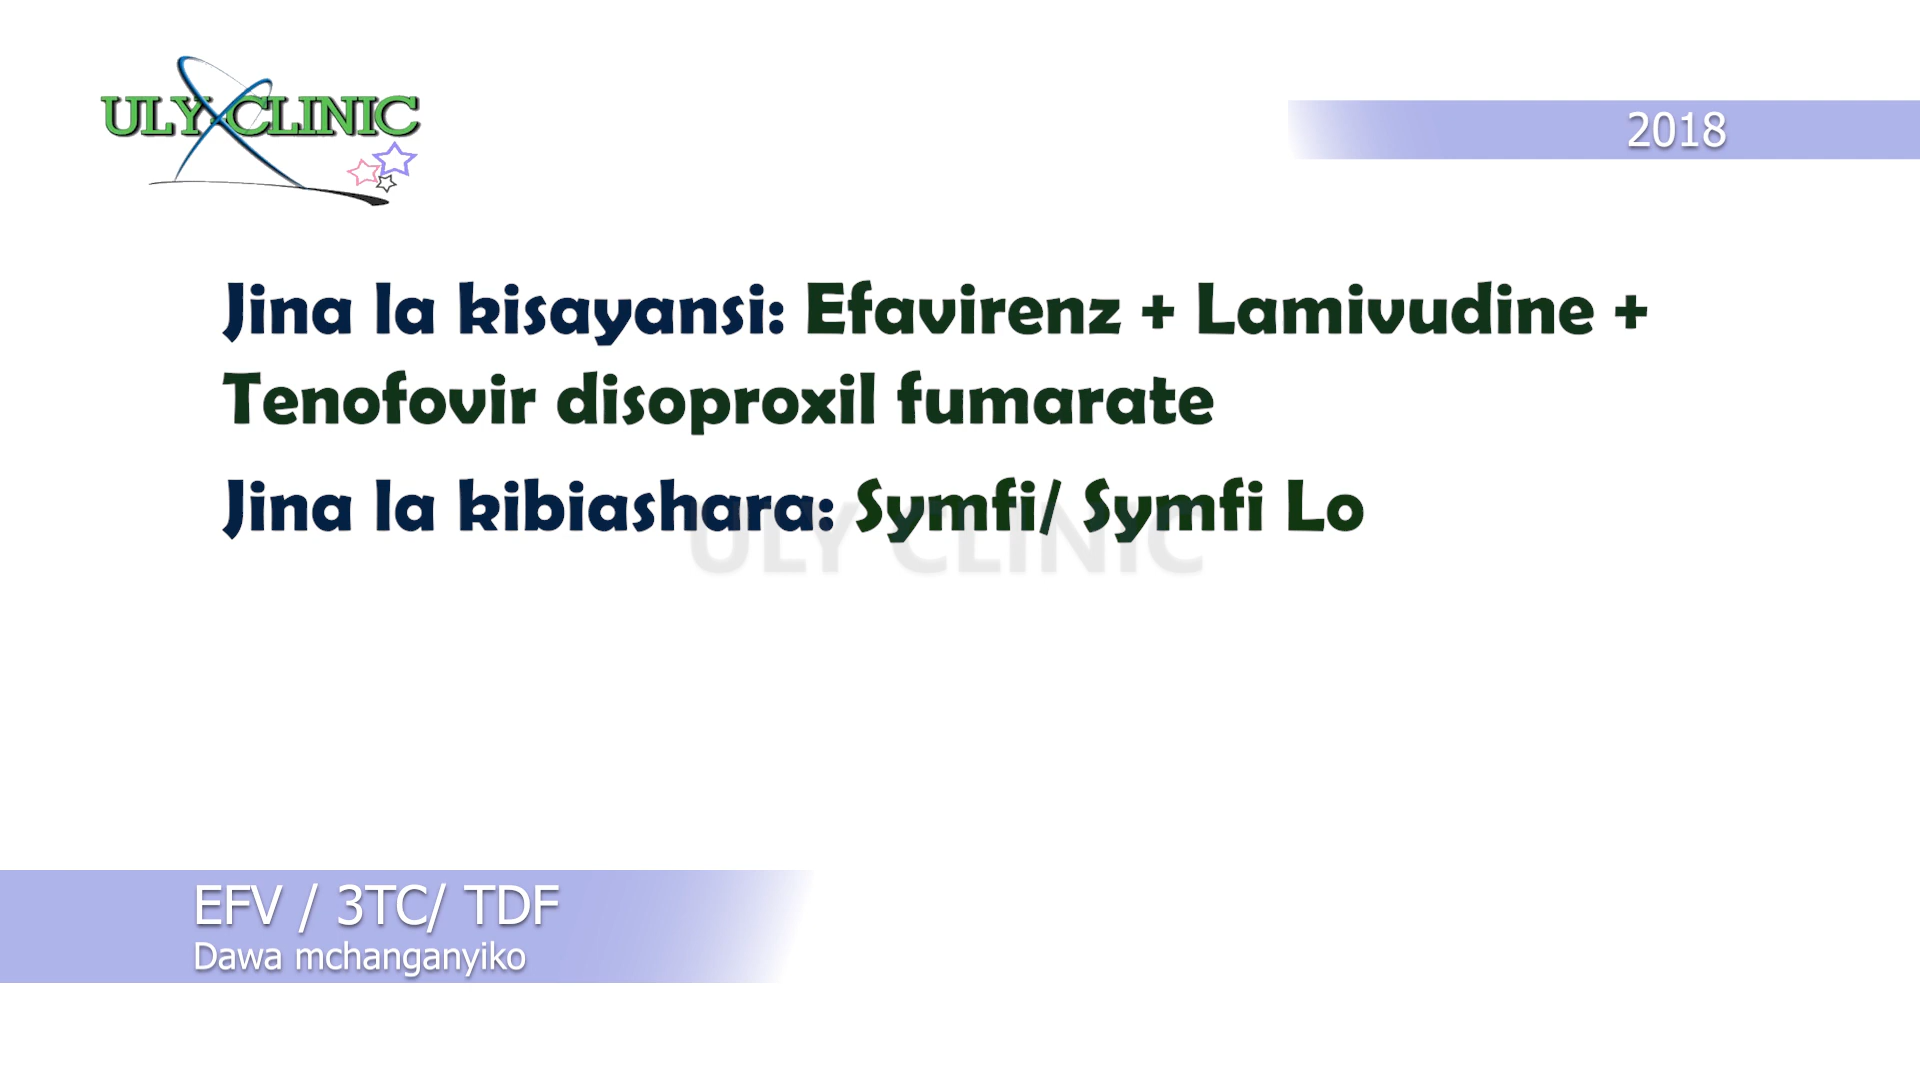 ULY CLINIC
2018
Jina la kisayansi: Efavirenz + Lamivudine +
Tenofovir disoproxil fumarate
Jina la kibiashara: Symfi/ Symfi Lo
ULY CLINIC
EFV / 3TC/ TDF
Dawa mchanganyiko